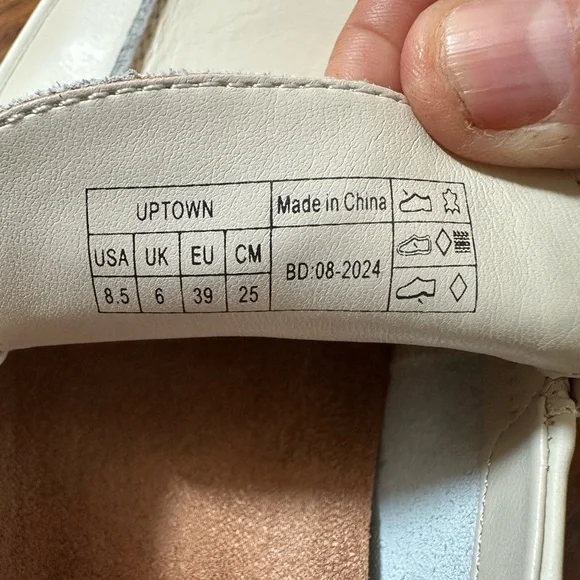 UPTOWN Made in China
USA UK EU CM
BD:08-2024
8.5 6 39 25